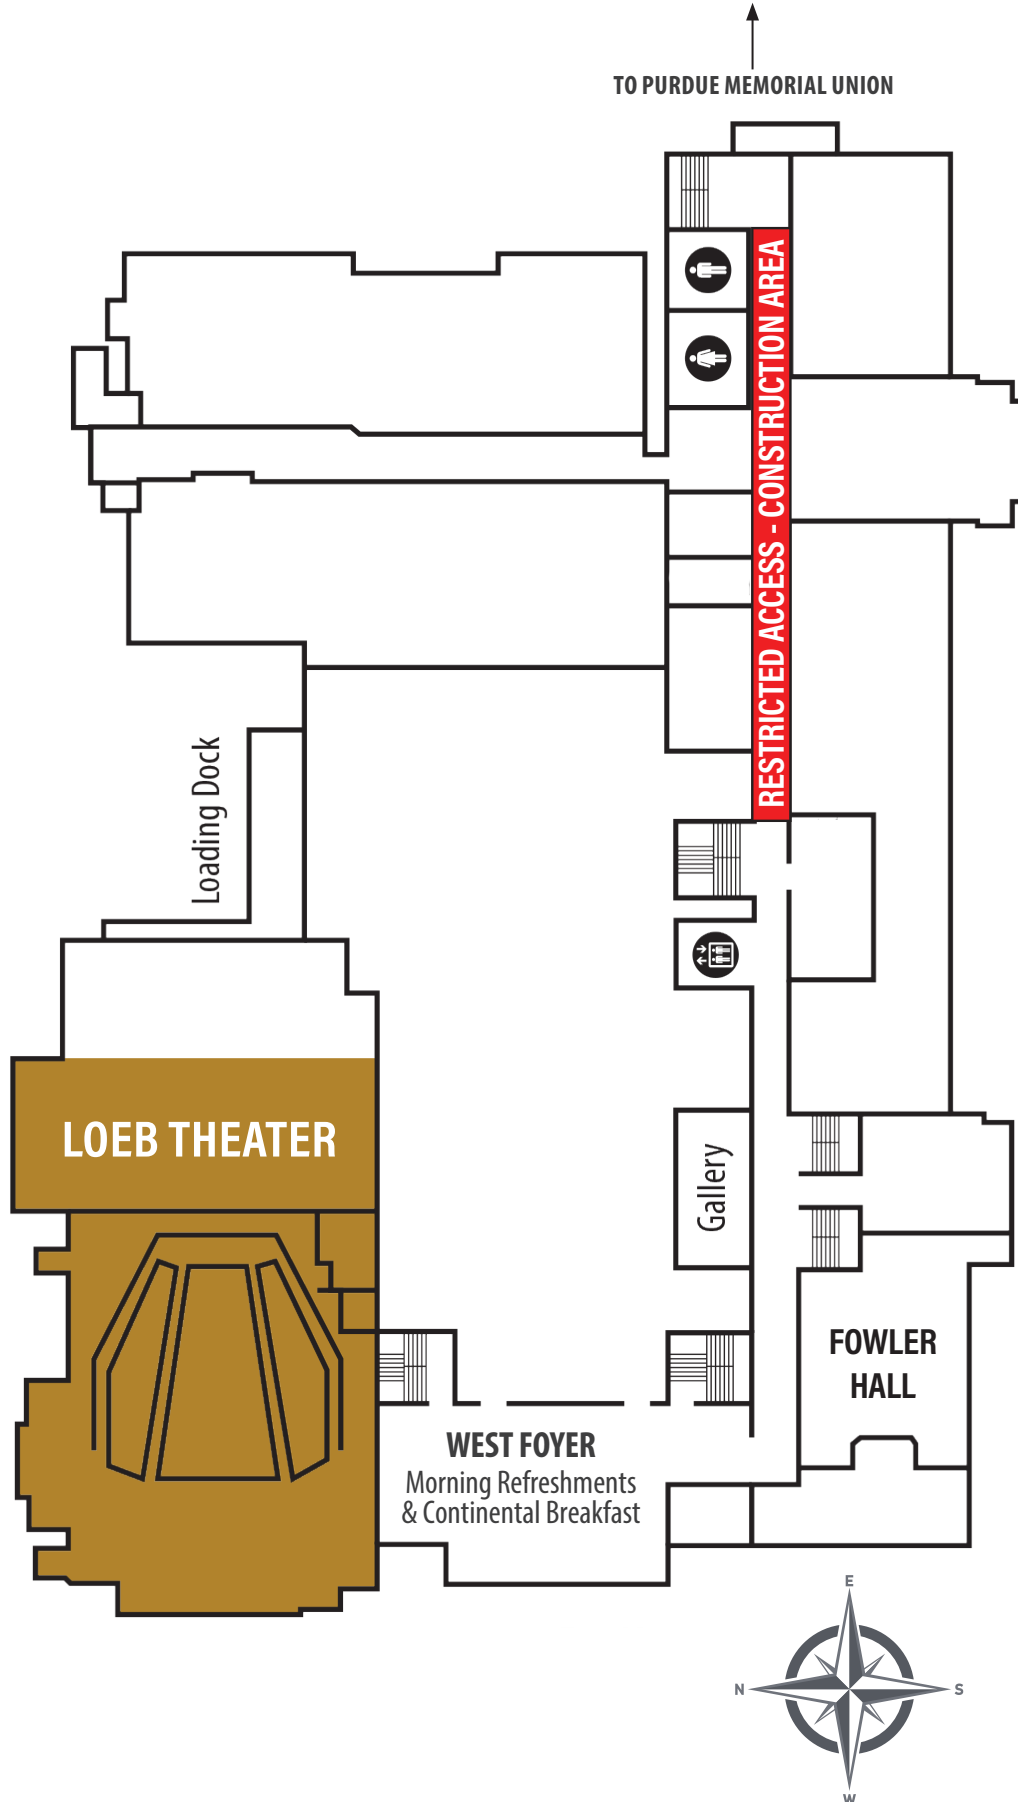 TO PURDUE MEMORIAL UNION
RESTRICTED ACCESS - CONSTRUCTION AREA
Loading Dock
LOEB THEATER
Gallery
FOWLER
HALL
WEST FOYER
Morning Refreshments
& Continental Breakfast
E
N
S
W